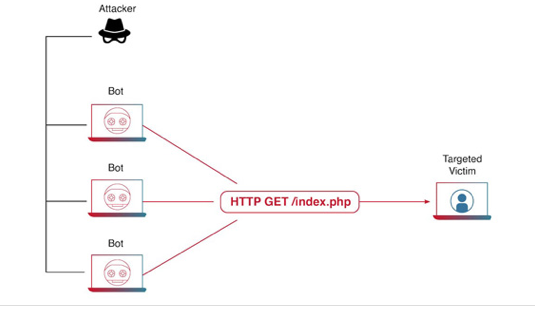 Attacker
Bot
Bot
HTTP GET /index.php
Targeted
Victim
Bot